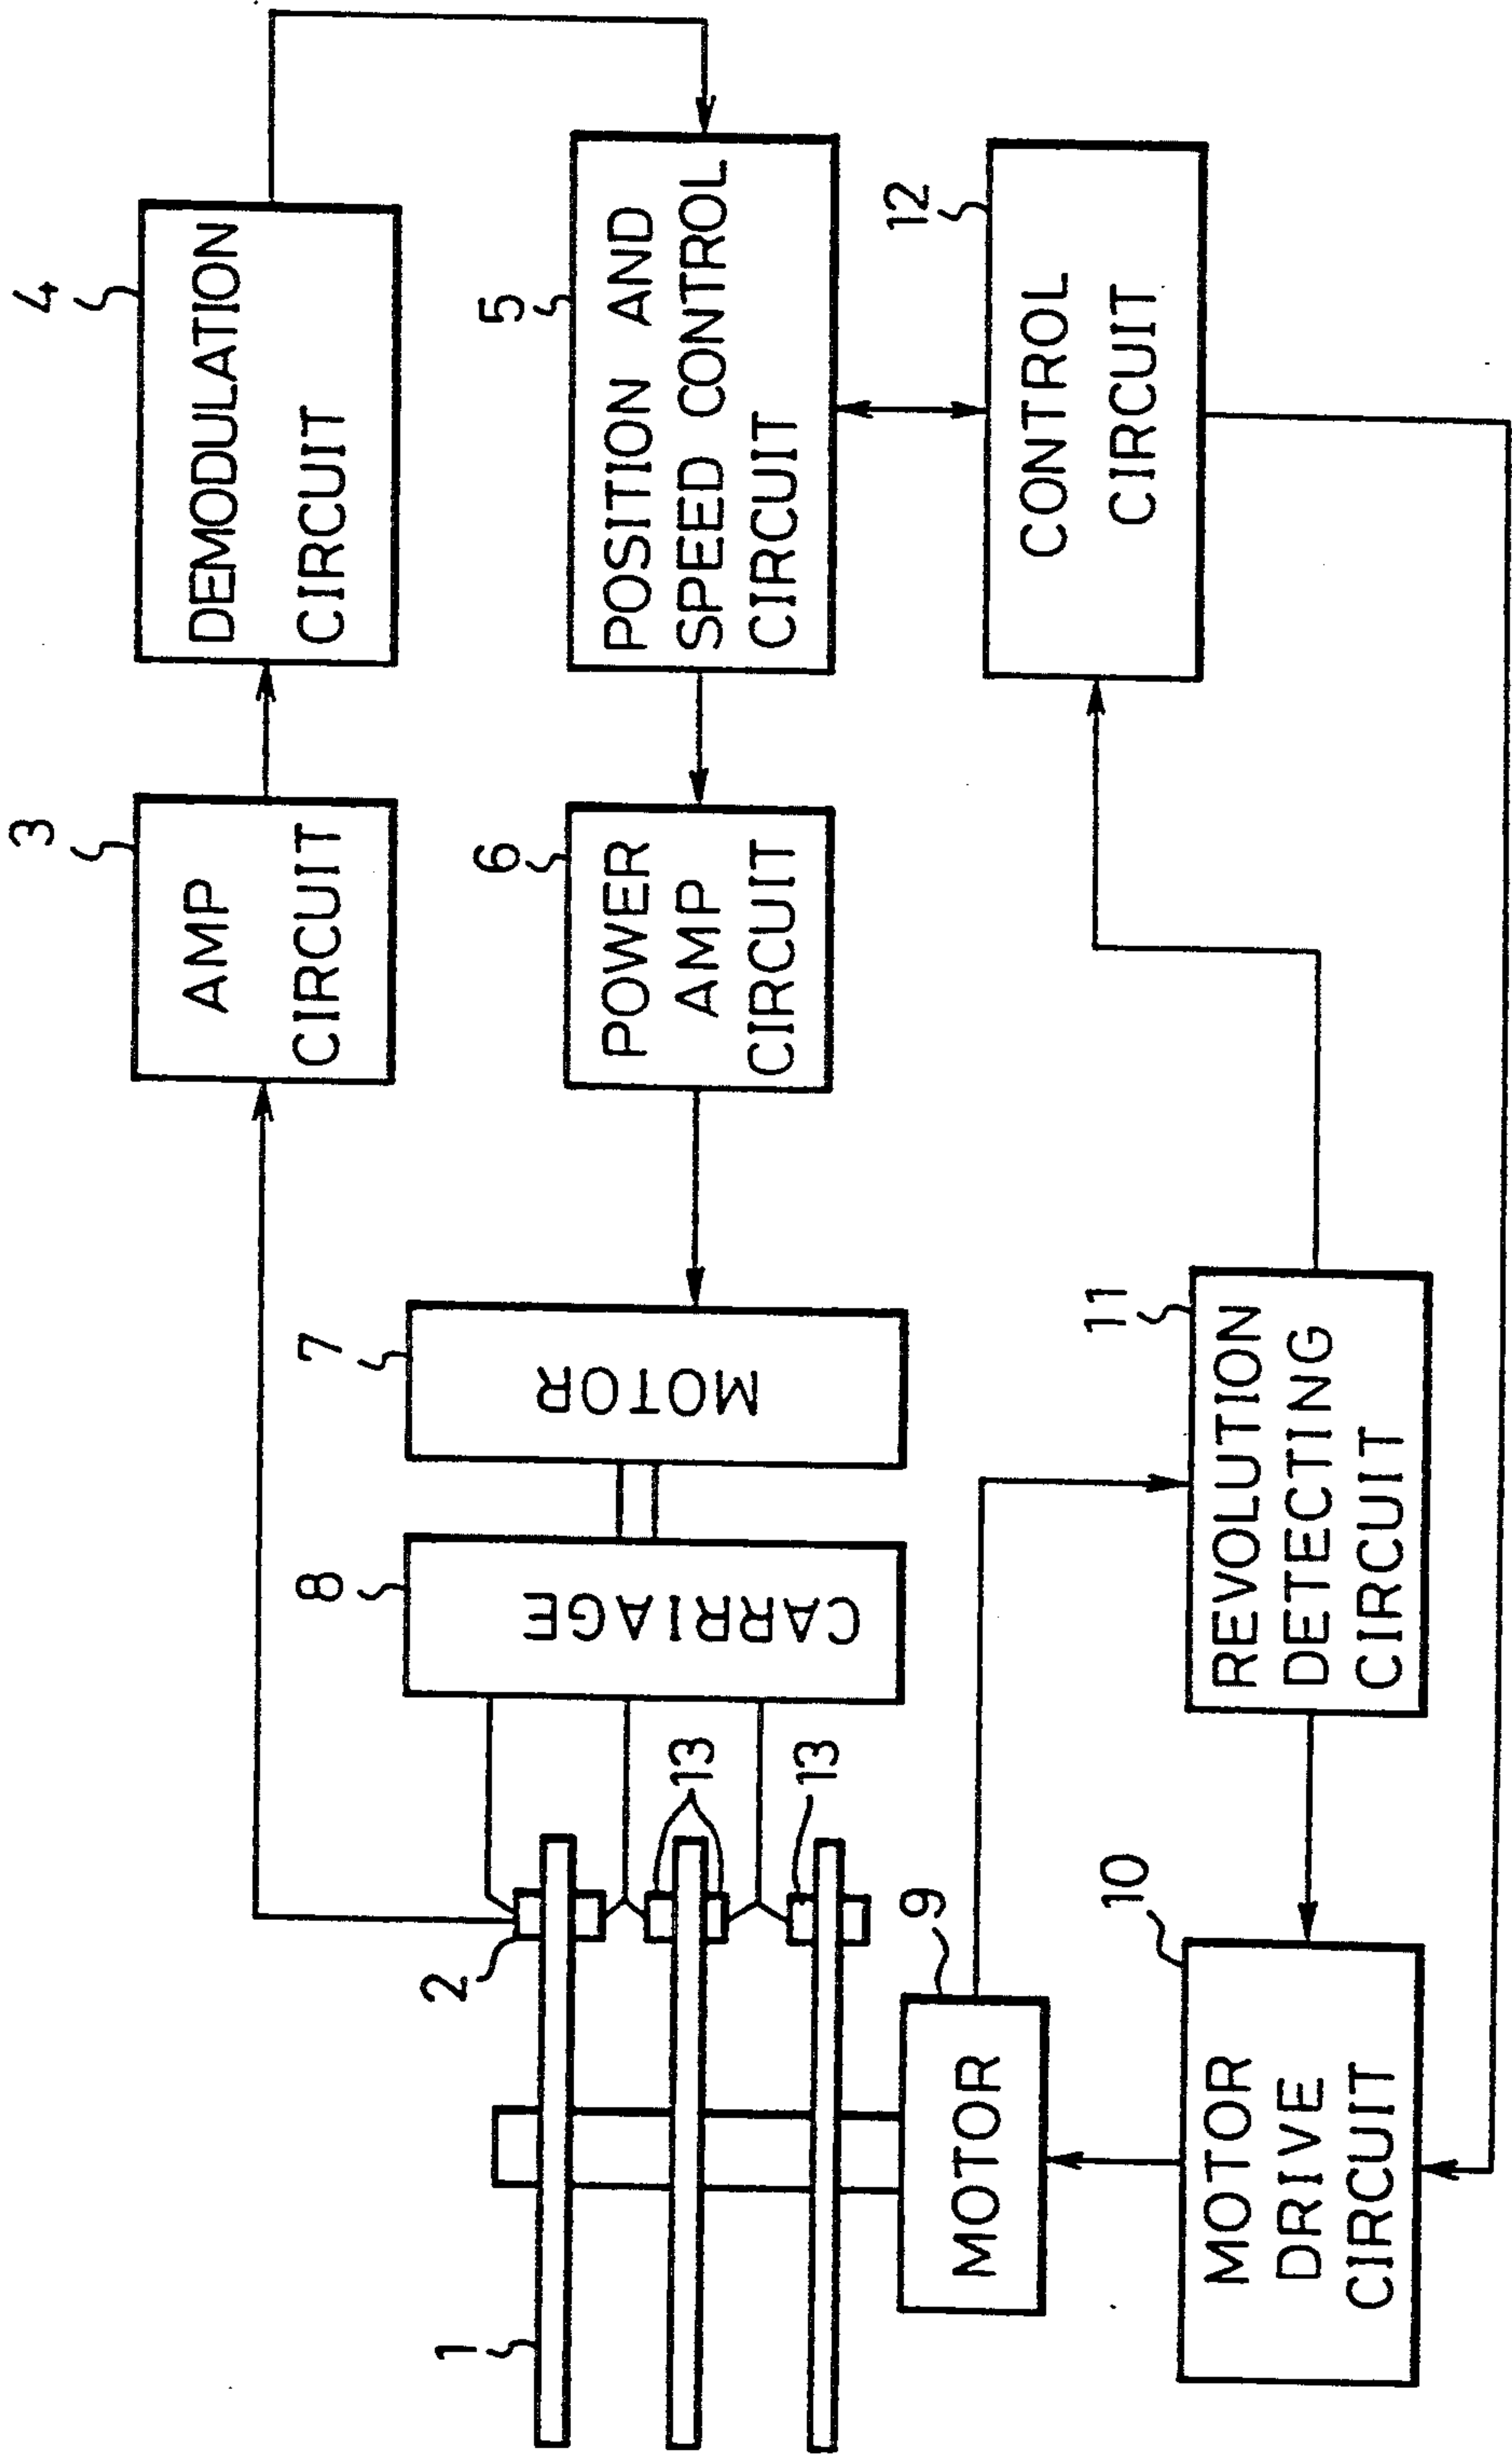 3
AMP
CIRCUIT
4
DEMODULATION
CIRCUIT
1
2
13
13
8
CARRIAGE
7
MOTOR
6
POWER
AMP
CIRCUIT
5
POSITION AND
SPEED CONTROL
CIRCUIT
9
MOTOR
10
MOTOR
DRIVE
CIRCUIT
11
REVOLUTION
DETECTING
CIRCUIT
12
CONTROL
CIRCUIT